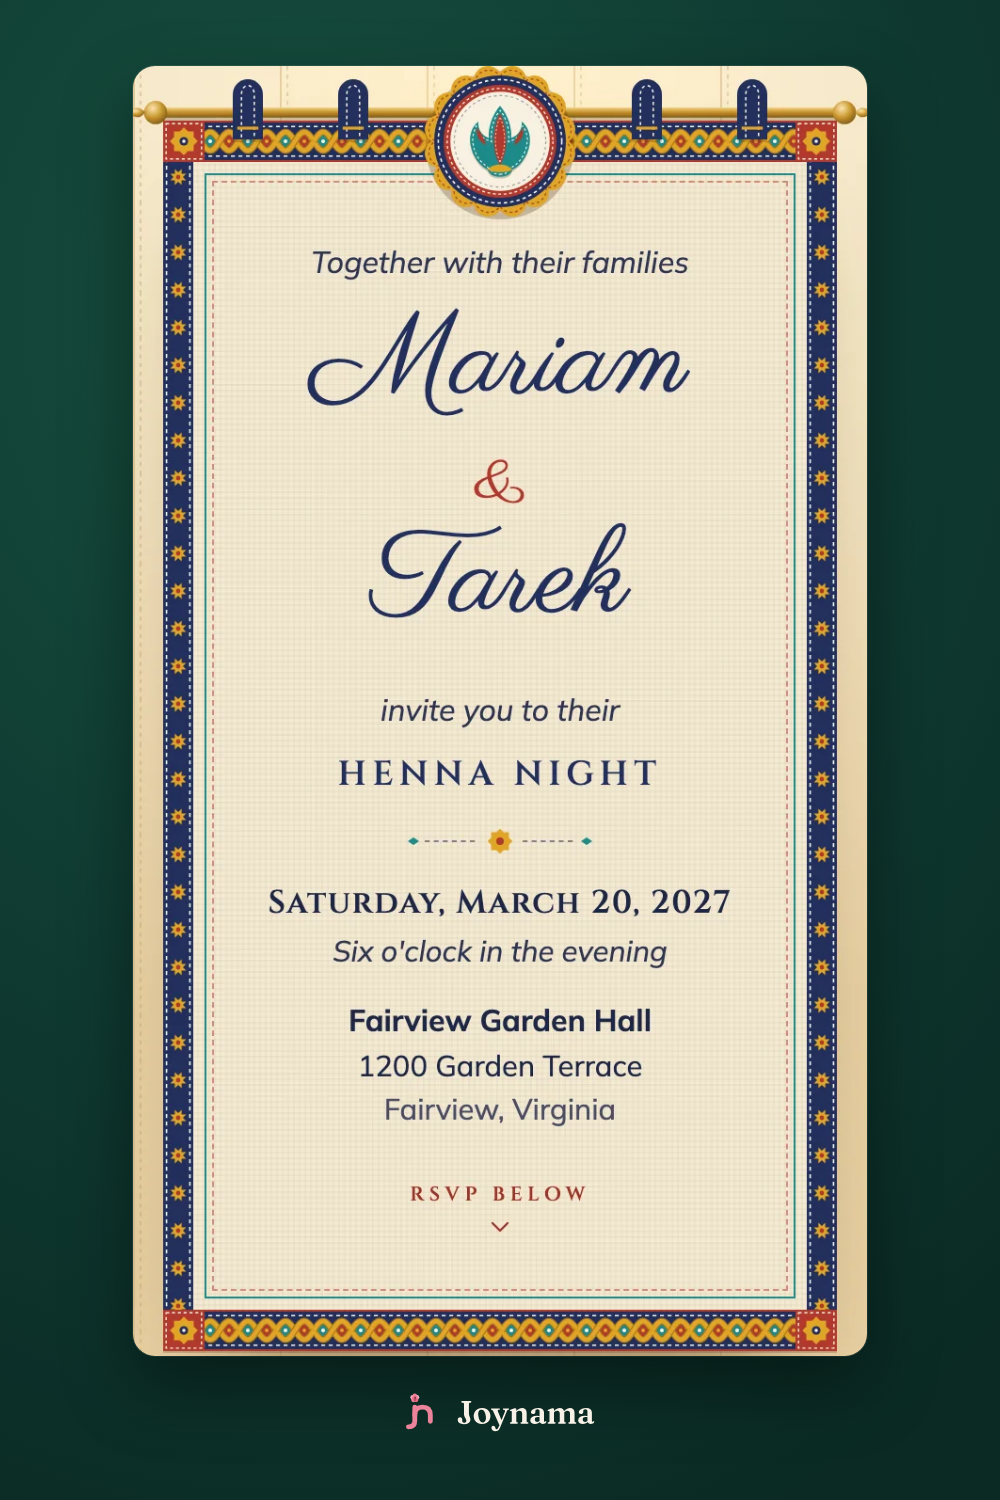 Together with their families
Mariam
&
Tarek
invite you to their
HENNA NIGHT
SATURDAY, MARCH 20, 2027
Six o'clock in the evening
Fairview Garden Hall
1200 Garden Terrace
Fairview, Virginia
RSVP BELOW
Joynama